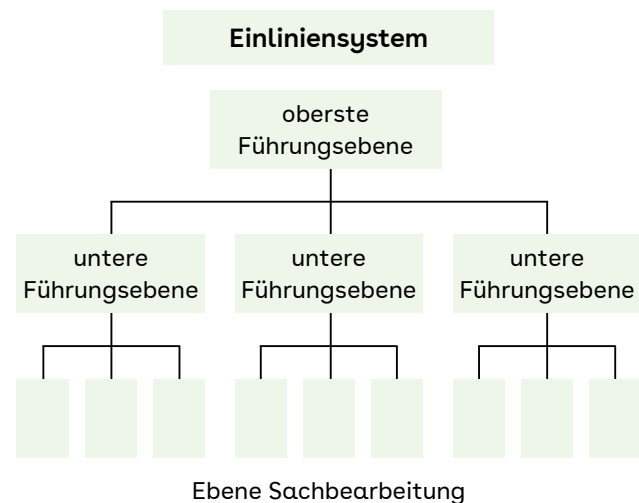 Einliniensystem
oberste
Führungsebene
untere
Führungsebene
untere
Führungsebene
untere
Führungsebene
Ebene Sachbearbeitung